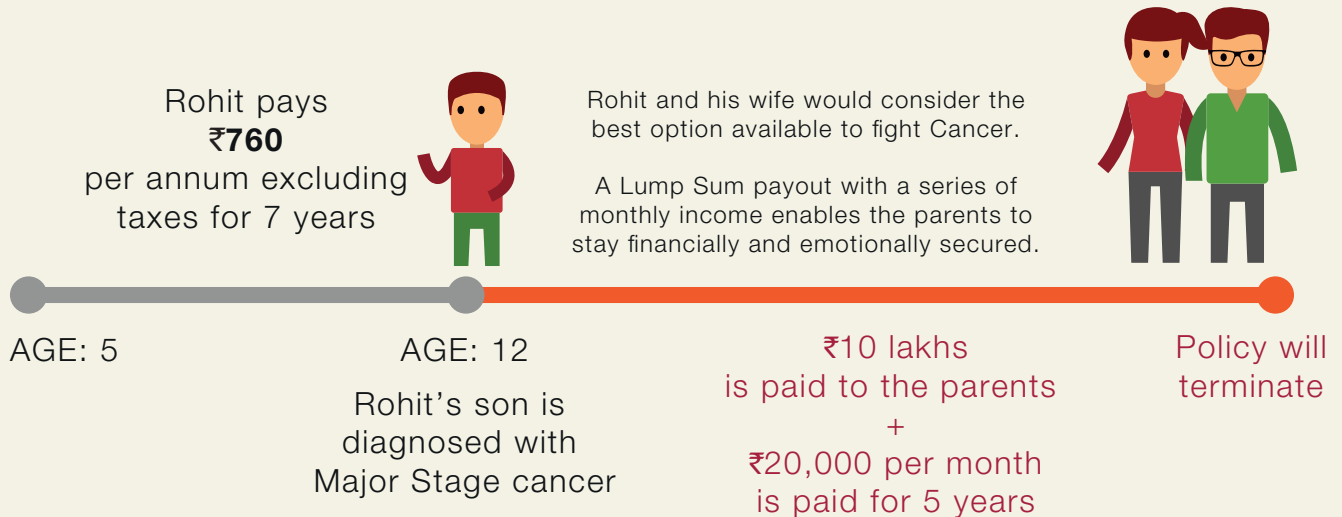 Rohit pays
₹760
per annum excluding
taxes for 7 years
Rohit and his wife would consider the
best option available to fight Cancer.
A Lump Sum payout with a series of
monthly income enables the parents to
stay financially and emotionally secured.
AGE: 5
AGE: 12
Rohit’s son is
diagnosed with
Major Stage cancer
₹10 lakhs
is paid to the parents
+
₹20,000 per month
is paid for 5 years
Policy will
terminate